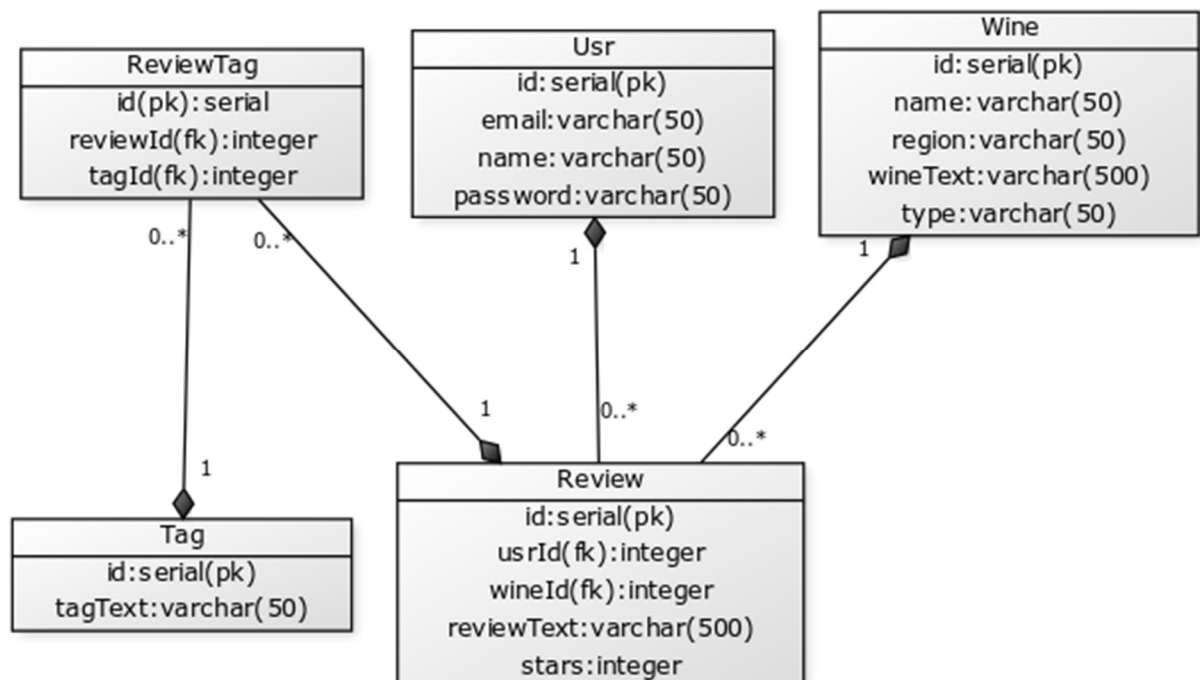 ReviewTag
id(pk):serial
reviewId(fk):integer
tagId(fk):integer
Usr
id:serial(pk)
email:varchar(50)
name:varchar(50)
password:varchar(50)
Wine
id:serial(pk)
name:varchar(50)
region:varchar(50)
wineText:varchar(500)
type:varchar(50)
0..*
0..*
1
1
1
0..*
0..*
1
Tag
id:serial(pk)
tagText:varchar(50)
Review
id:serial(pk)
usrId(fk):integer
wineId(fk):integer
reviewText:varchar(500)
stars:integer